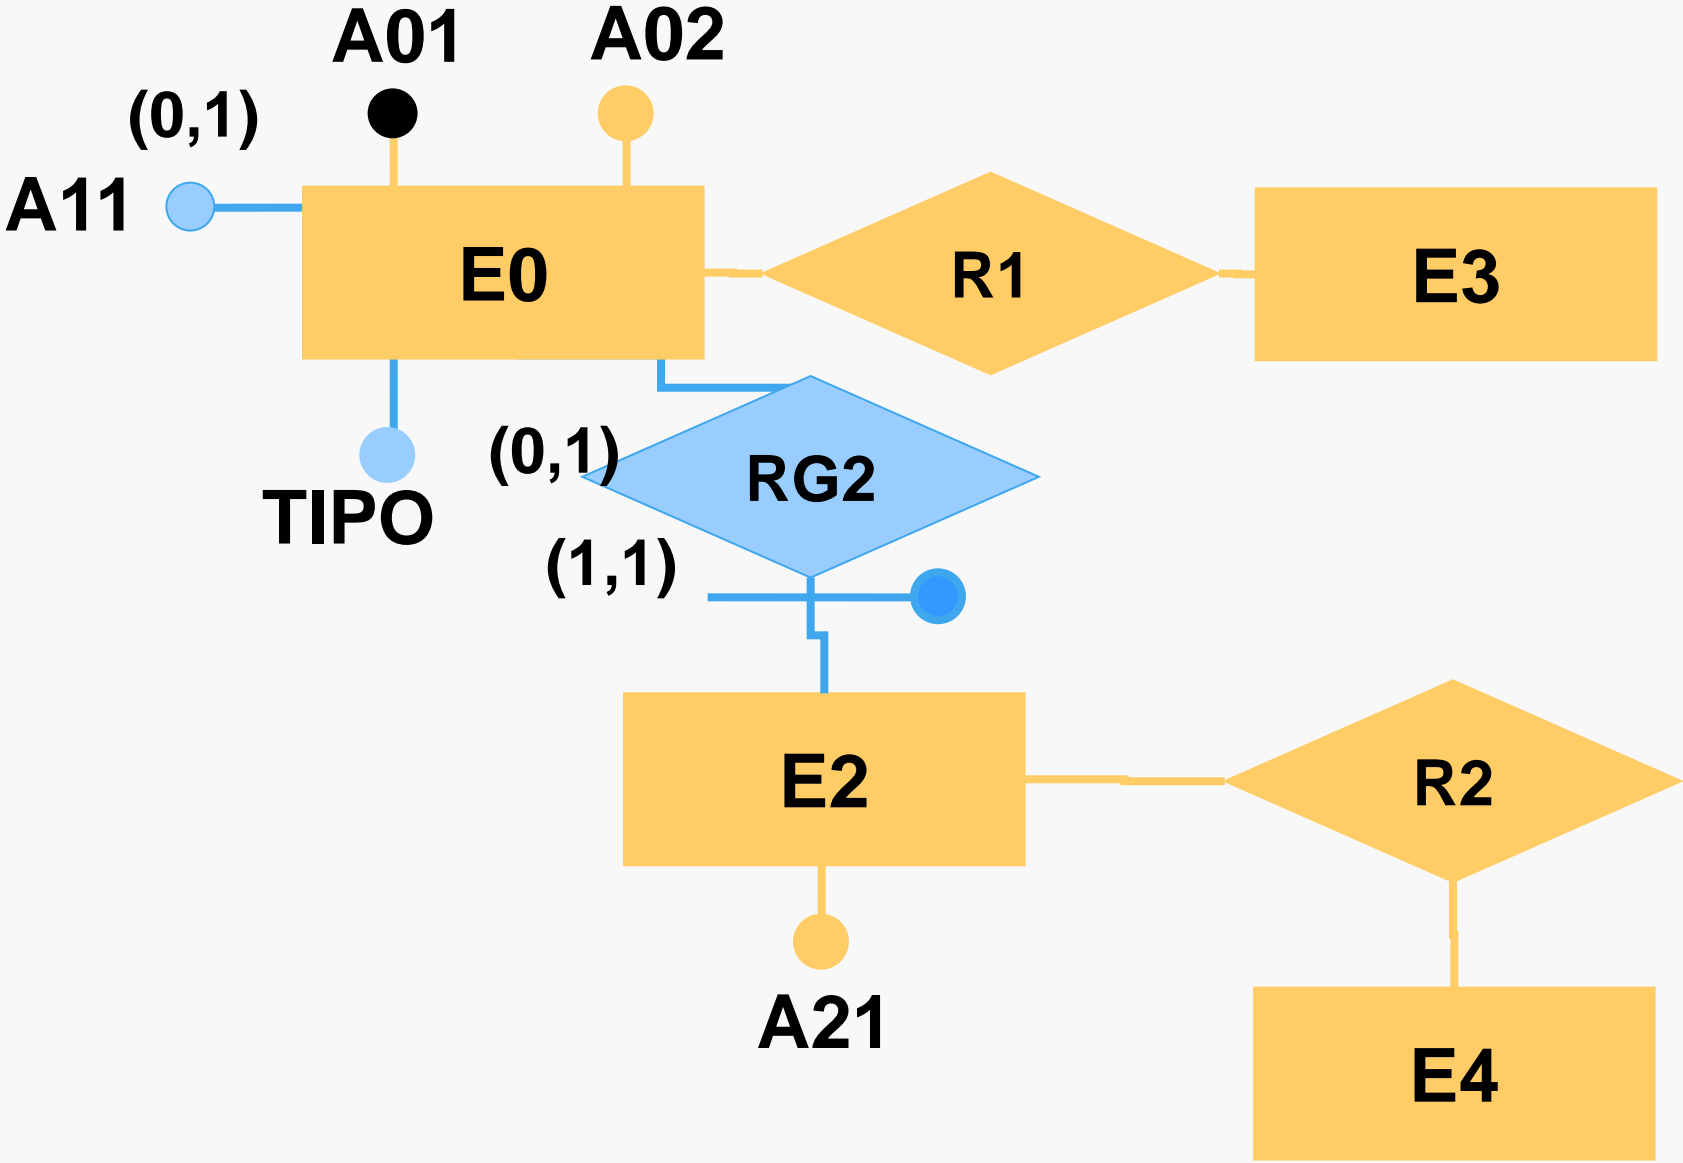 A01
A02
(0,1)
A11
E0
R1
E3
(0,1)
RG2
TIPO
(1,1)
E2
R2
A21
E4